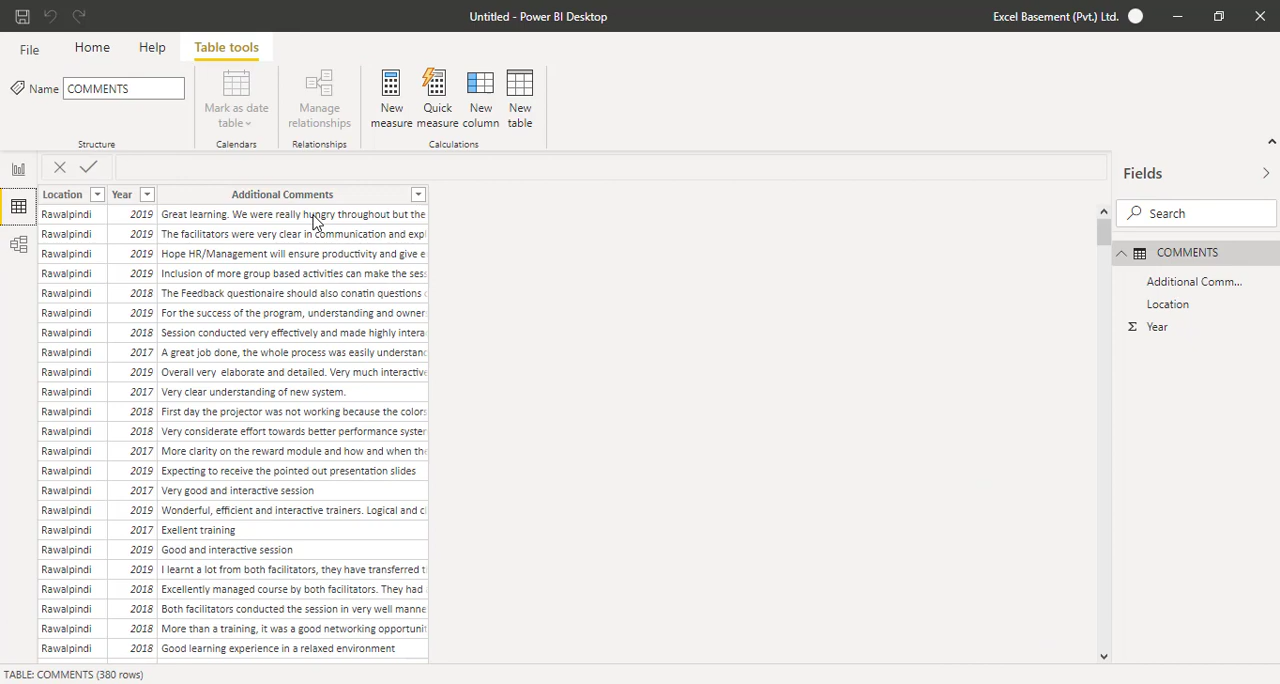 Untitled - Power BI Desktop
Excel Basement (Pvt.) Ltd.
File
Home
Help
Table tools
Name
COMMENTS
Mark as date table
Manage relationships
New measure
Quick measure
New column
New table
Structure
Calendars
Relationships
Calculations
Fields
Search
COMMENTS
Additional Comm...
Location
Σ Year
Location Year Additional Comments
Rawalpindi 2019 Great learning. We were really hungry throughout but the
Rawalpindi 2019 The facilitators were very clear in communication and expl
Rawalpindi 2019 Hope HR/Management will ensure productivity and give e
Rawalpindi 2019 Inclusion of more group based activities can make the ses
Rawalpindi 2018 The Feedback questionaire should also conatin questions
Rawalpindi 2019 For the success of the program, understanding and owner
Rawalpindi 2018 Session conducted very effectively and made highly intera
Rawalpindi 2017 A great job done, the whole process was easily understan
Rawalpindi 2019 Overall very elaborate and detailed. Very much interactive
Rawalpindi 2017 Very clear understanding of new system.
Rawalpindi 2018 First day the projector was not working because the colors
Rawalpindi 2018 Very considerate effort towards better performance syste
Rawalpindi 2017 More clarity on the reward module and how and when the
Rawalpindi 2019 Expecting to receive the pointed out presentation slides
Rawalpindi 2017 Very good and interactive session
Rawalpindi 2019 Wonderful, efficient and interactive trainers. Logical and cl
Rawalpindi 2017 Exellent training
Rawalpindi 2019 Good and interactive session
Rawalpindi 2019 I learnt a lot from both facilitators, they have transferred t
Rawalpindi 2018 Excellently managed course by both facilitators. They had
Rawalpindi 2018 Both facilitators conducted the session in very well manne
Rawalpindi 2018 More than a training, it was a good networking opportuni
Rawalpindi 2018 Good learning experience in a relaxed environment
TABLE: COMMENTS (380 rows)